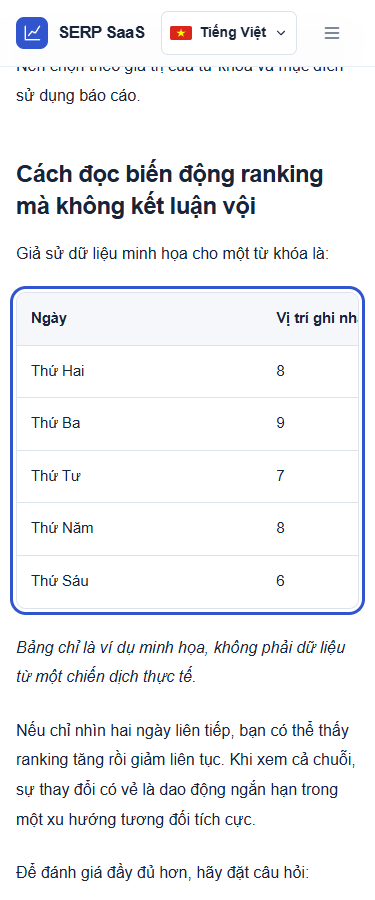 SERP SaaS
Tiếng Việt
sử dụng báo cáo.
Cách đọc biến động ranking
mà không kết luận vội
Giả sử dữ liệu minh họa cho một từ khóa là:
Ngày Vị trí ghi
Thứ Hai 8
Thứ Ba 9
Thứ Tư 7
Thứ Năm 8
Thứ Sáu 6
Bảng chỉ là ví dụ minh họa, không phải dữ liệu
từ một chiến dịch thực tế.
Nếu chỉ nhìn hai ngày liên tiếp, bạn có thể thấy
ranking tăng rồi giảm liên tục. Khi xem cả chuỗi,
sự thay đổi có vẻ là dao động ngắn hạn trong
một xu hướng tương đối tích cực.
Để đánh giá đầy đủ hơn, hãy đặt câu hỏi: